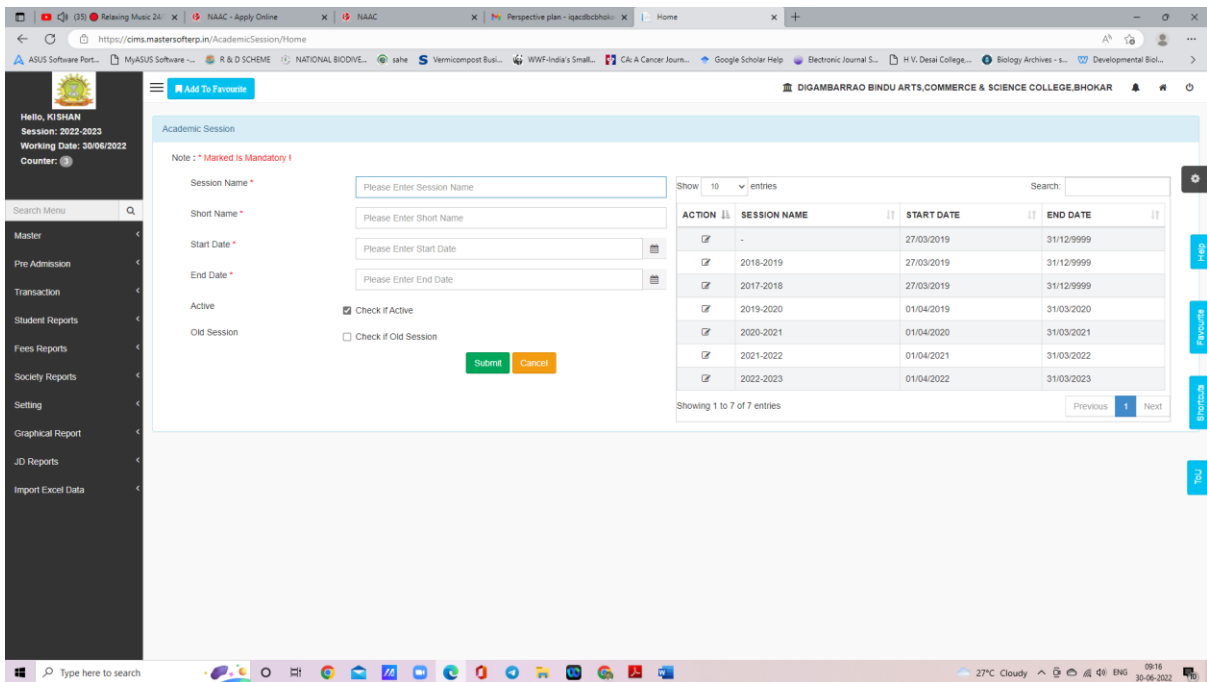 (35) Relaxing Music 24/
NAAC - Apply Online
NAAC
Perspective plan - iqacdbcbhoka
Home
https://cims.mastersofterp.in/AcademicSession/Home
ASUS Software Port...
MyASUS Software -...
R & D SCHEME
NATIONAL BIODIVE...
sahe
Vermicompost Busi...
WWF-India's Small...
CA: A Cancer Journ...
Google Scholar Help
Electronic Journal S...
H.V. Desai College,...
Biology Archives - s...
Developmental Biol...
Add To Favourite
DIGAMBARRAO BINDU ARTS,COMMERCE & SCIENCE COLLEGE,BHOKAR
Hello, KISHAN
Session: 2022-2023
Working Date: 30/06/2022
Counter: 3
Search Menu
Master
Pre Admission
Transaction
Student Reports
Fees Reports
Society Reports
Setting
Graphical Report
JD Reports
Import Excel Data
Academic Session
Note : * Marked Is Mandatory !
Session Name * Please Enter Session Name
Short Name * Please Enter Short Name
Start Date * Please Enter Start Date
End Date * Please Enter End Date
Active Check if Active
Old Session Check if Old Session
Submit Cancel
Show 10 entries Search:
ACTION SESSION NAME START DATE END DATE
- 27/03/2019 31/12/9999
2018-2019 27/03/2019 31/12/9999
2017-2018 27/03/2019 31/12/9999
2019-2020 01/04/2019 31/03/2020
2020-2021 01/04/2020 31/03/2021
2021-2022 01/04/2021 31/03/2022
2022-2023 01/04/2022 31/03/2023
Showing 1 to 7 of 7 entries Previous 1 Next
Help
Favourite
Shortcuts
ToU
Type here to search
27°C Cloudy
ENG
09:16
30-06-2022